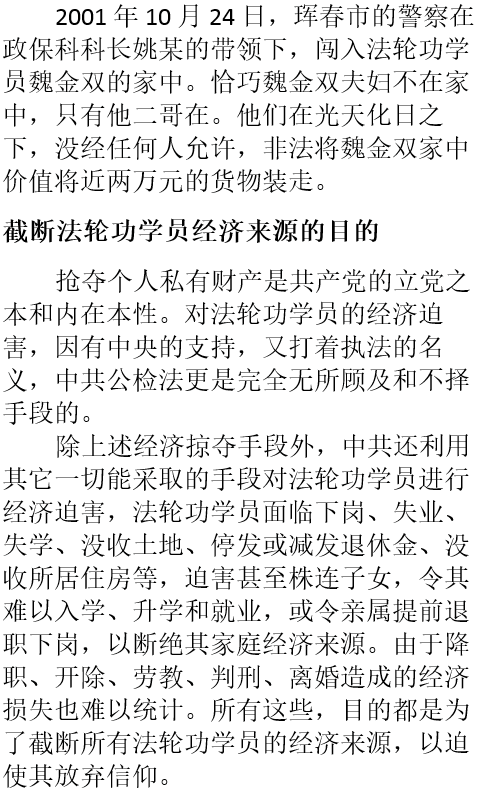 2001 年 10 月 24 日，珲春市的警察在
政保科科长姚某的带领下，闯入法轮功学
员魏金双的家中。恰巧魏金双夫妇不在家
中，只有他二哥在。他们在光天化日之
下，没经任何人允许，非法将魏金双家中
价值将近两万元的货物装走。
截断法轮功学员经济来源的目的
抢夺个人私有财产是共产党的立党之
本和内在本性。对法轮功学员的经济迫
害，因有中央的支持，又打着执法的名
义，中共公检法更是完全无所顾及和不择
手段的。
除上述经济掠夺手段外，中共还利用
其它一切能采取的手段对法轮功学员进行
经济迫害，法轮功学员面临下岗、失业、
失学、没收土地、停发或减发退休金、没
收所居住房等，迫害甚至株连子女，令其
难以入学、升学和就业，或令亲属提前退
职下岗，以断绝其家庭经济来源。由于降
职、开除、劳教、判刑、离婚造成的经济
损失也难以统计。所有这些，目的都是为
了截断所有法轮功学员的经济来源，以迫
使其放弃信仰。